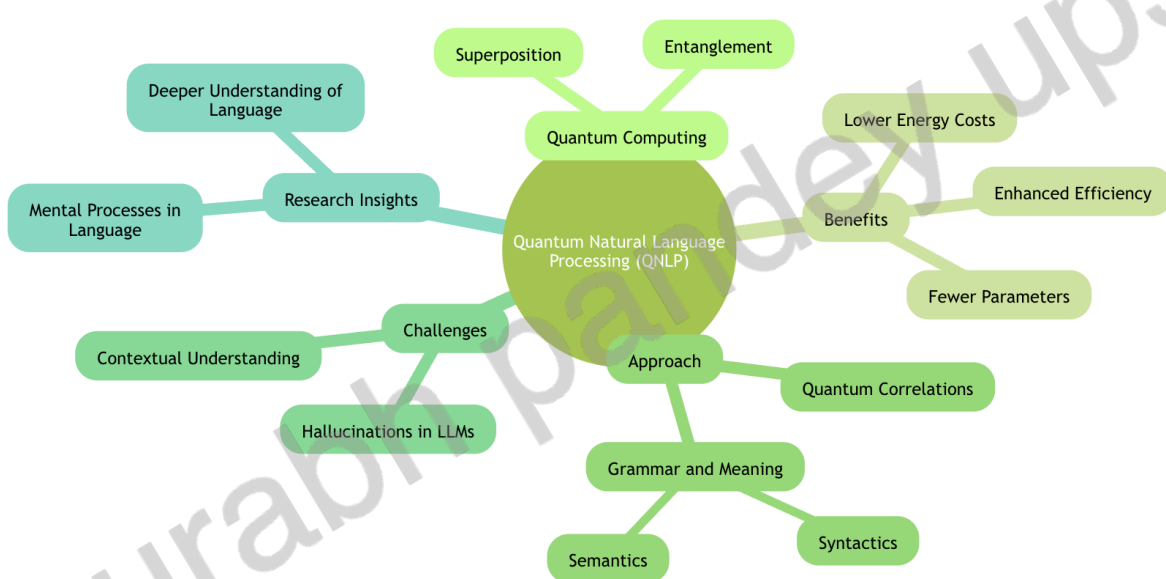 Superposition
Entanglement
Deeper Understanding of
Language
Lower Energy Costs
Quantum Computing
Enhanced Efficiency
Research Insights
Mental Processes in
Language
Benefits
Quantum Natural Language
Processing (QNLP)
Fewer Parameters
Challenges
Contextual Understanding
Approach
Quantum Correlations
Hallucinations in LLMs
Grammar and Meaning
Syntactics
Semantics
pandey